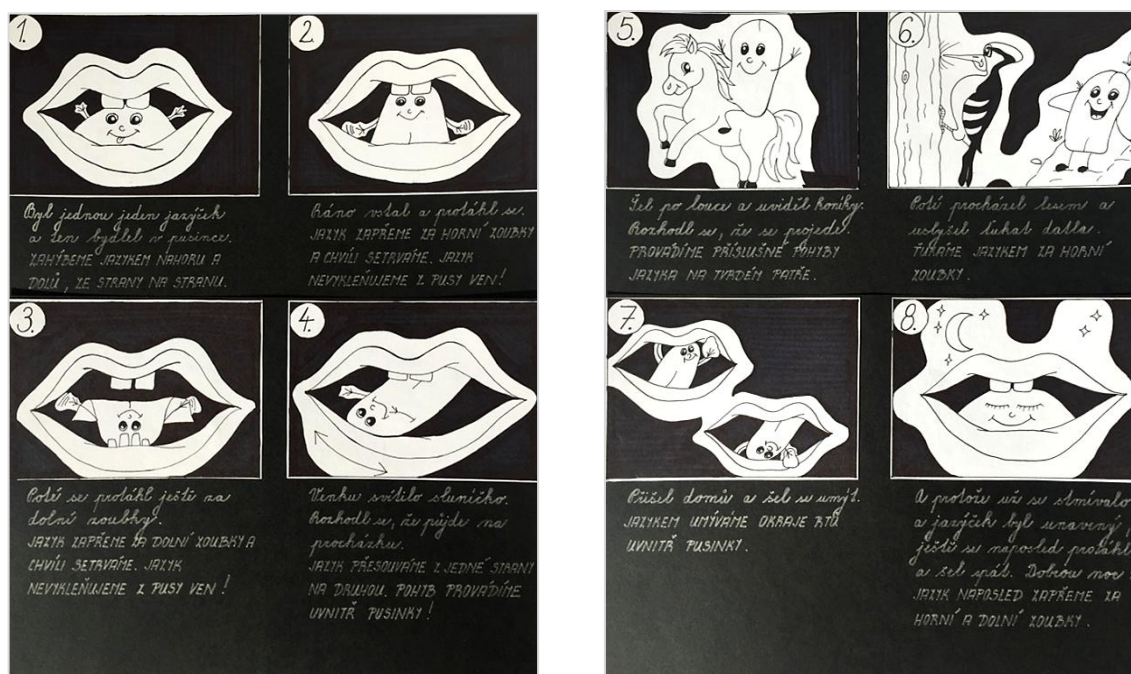 1.
Byl jednou jeden jazýček
a ten bydlel v pusince.
ZAHÝBEME JAZYKEM NAHORU A
DOLŮ, ZE STRANY NA STRANU.
2.
Ráno vstal a protáhl se.
JAZYK ZAPŘEME ZA HORNÍ ZOUBKY
A CHVÍLI SETRVÁME. JAZYK
NEVYKLEŇUJEME Z PUSY VEN!
3.
Poté se protáhl ještě za
dolní zoubky.
JAZYK ZAPŘEME ZA DOLNÍ ZOUBKY A
CHVÍLI SETRVÁME. JAZYK
NEVYKLEŇUJEME Z PUSY VEN!
4.
Venku svítilo sluníčko.
Rozhodl se, že půjde na
procházku.
JAZYK PŘESOUVÁME Z JEDNÉ STRANY
NA DRUHOU. POHYB PROVÁDÍME
UVNITŘ PUSINKY!
5.
Šel po louce a uviděl koníky.
Rozhodl se, že se projede.
PROVÁDÍME PŘÍSLUŠNÉ POHYBY
JAZYKA NA TVRDÉM PATŘE.
6.
Poté procházel lesem a
uslyšel ťukat datla.
ŤUKÁME JAZYKEM ZA HORNÍ
ZOUBKY.
7.
Přišel domů a šel se umýt.
JAZYKEM UMÝVÁME OKRAJE RTŮ
UVNITŘ PUSINKY.
8.
A protože už se stmívalo
a jazýček byl unavený,
ještě se naposled protáhl
a šel spát. Dobrou noc!
JAZYK NAPOSLED ZAPŘEME ZA
HORNÍ A DOLNÍ ZOUBKY.